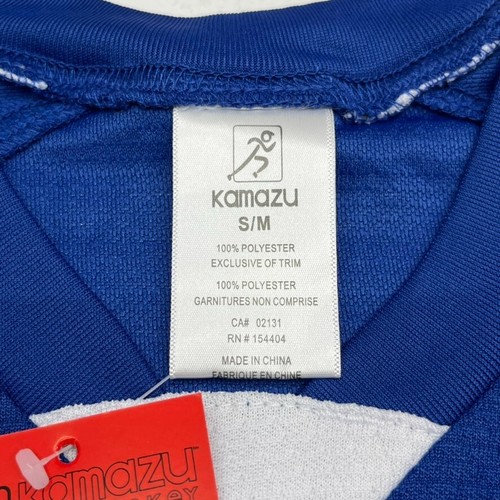 kamazu
S/M
100% POLYESTER
EXCLUSIVE OF TRIM
100% POLYESTER
GARNITURES NON COMPRISE
CA# 02131
RN # 154404
MADE IN CHINA
FABRIQUE EN CHINE
kamazu